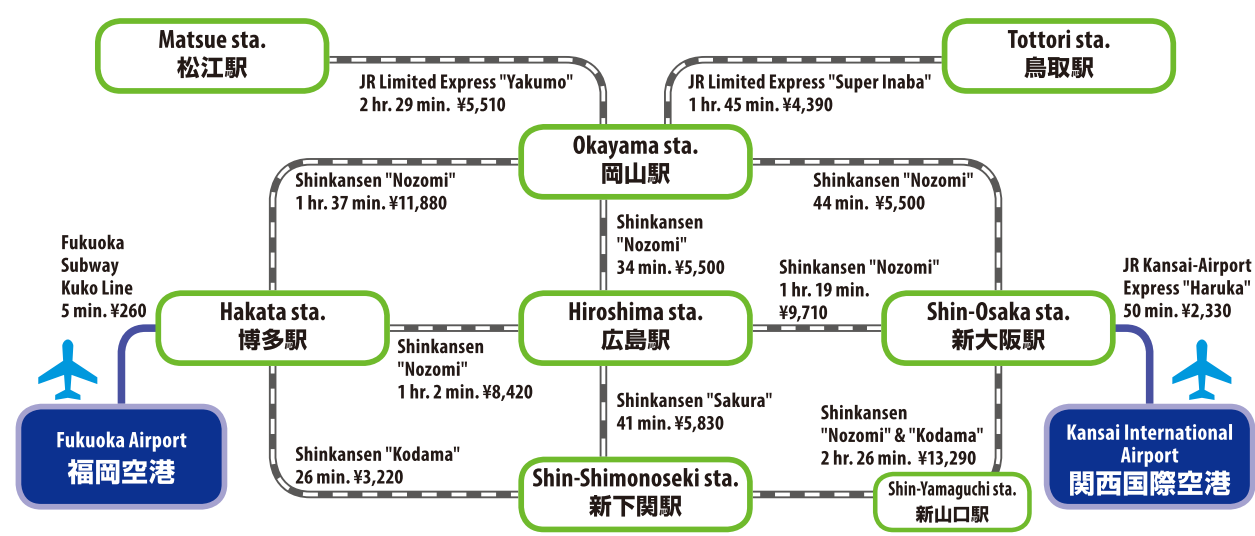 Matsue sta.
松江駅
Tottori sta.
鳥取駅
JR Limited Express "Yakumo"
2 hr. 29 min. ¥5,510
JR Limited Express "Super Inaba"
1 hr. 45 min. ¥4,390
Okayama sta.
岡山駅
Shinkansen "Nozomi"
1 hr. 37 min. ¥11,880
Shinkansen "Nozomi"
44 min. ¥5,500
Shinkansen
"Nozomi"
34 min. ¥5,500
Fukuoka
Subway
Kuko Line
5 min. ¥260
Shinkansen "Nozomi"
1 hr. 19 min.
¥9,710
JR Kansai-Airport
Express "Haruka"
50 min. ¥2,330
Hakata sta.
博多駅
Hiroshima sta.
広島駅
Shin-Osaka sta.
新大阪駅
Shinkansen
"Nozomi"
1 hr. 2 min. ¥8,420
Shinkansen "Sakura"
41 min. ¥5,830
Shinkansen
"Nozomi" & "Kodama"
2 hr. 26 min. ¥13,290
Fukuoka Airport
福岡空港
Kansai International
Airport
関西国際空港
Shinkansen "Kodama"
26 min. ¥3,220
Shin-Shimonoseki sta.
新下関駅
Shin-Yamaguchi sta.
新山口駅